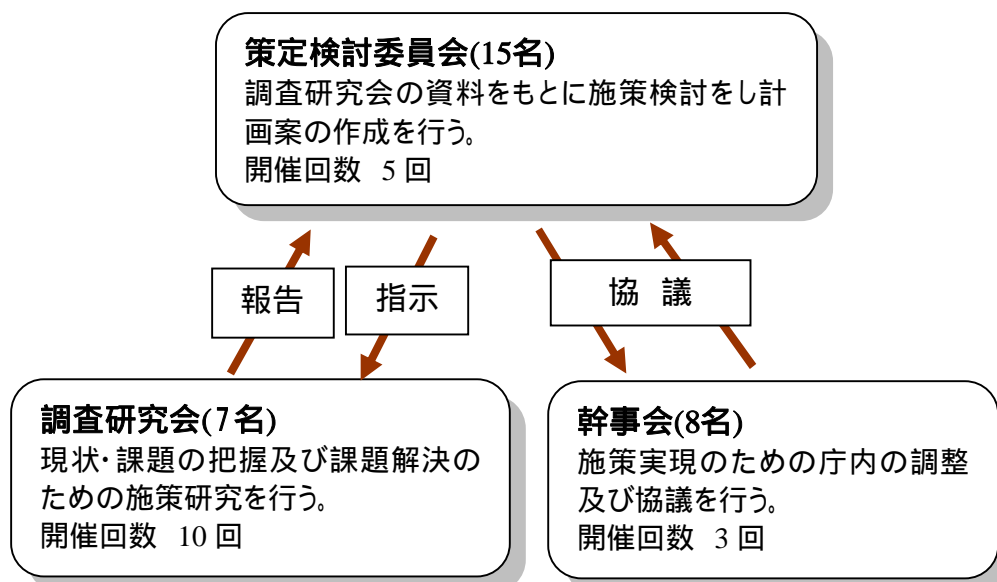 策定検討委員会(15名)
調査研究会の資料をもとに施策検討をし計
画案の作成を行う。
開催回数 5 回
報告
指示
協 議
調査研究会(7名)
現状・課題の把握及び課題解決の
ための施策研究を行う。
開催回数 10 回
幹事会(8名)
施策実現のための庁内の調整
及び協議を行う。
開催回数 3 回